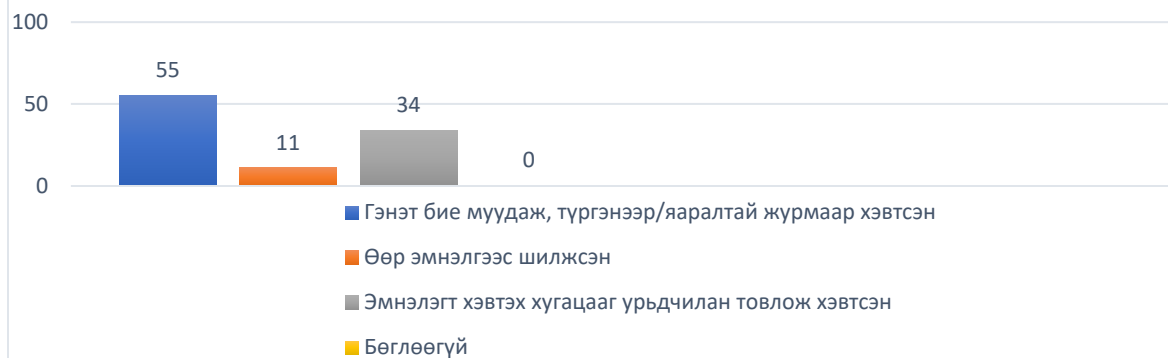 100
55
50
34
11
0
0
Гэнэт бие муудаж, түргэнээр/яаралтай журмаар хэвтсэн
Өөр эмнэлгээс шилжсэн
Эмнэлэгт хэвтэх хугацааг урьдчилан товлож хэвтсэн
Бөглөөгүй